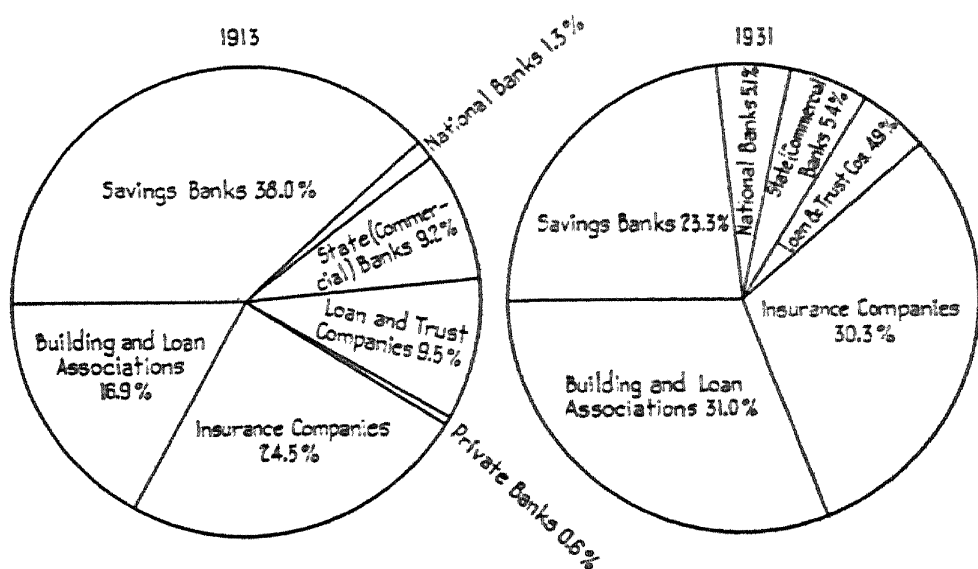 1913
National Banks 1.3%
Savings Banks 38.0%
State (Commer-
cial) Banks 9.2%
Loan and Trust
Companies 9.5%
Building and Loan
Associations
16.9%
Insurance Companies
24.5%
Private Banks 0.6%
1931
National Banks 5.1%
State (Commercial)
Banks 5.4%
Loan & Trust Cos. 4.9%
Savings Banks 23.3%
Insurance Companies
30.3%
Building and Loan
Associations 31.0%